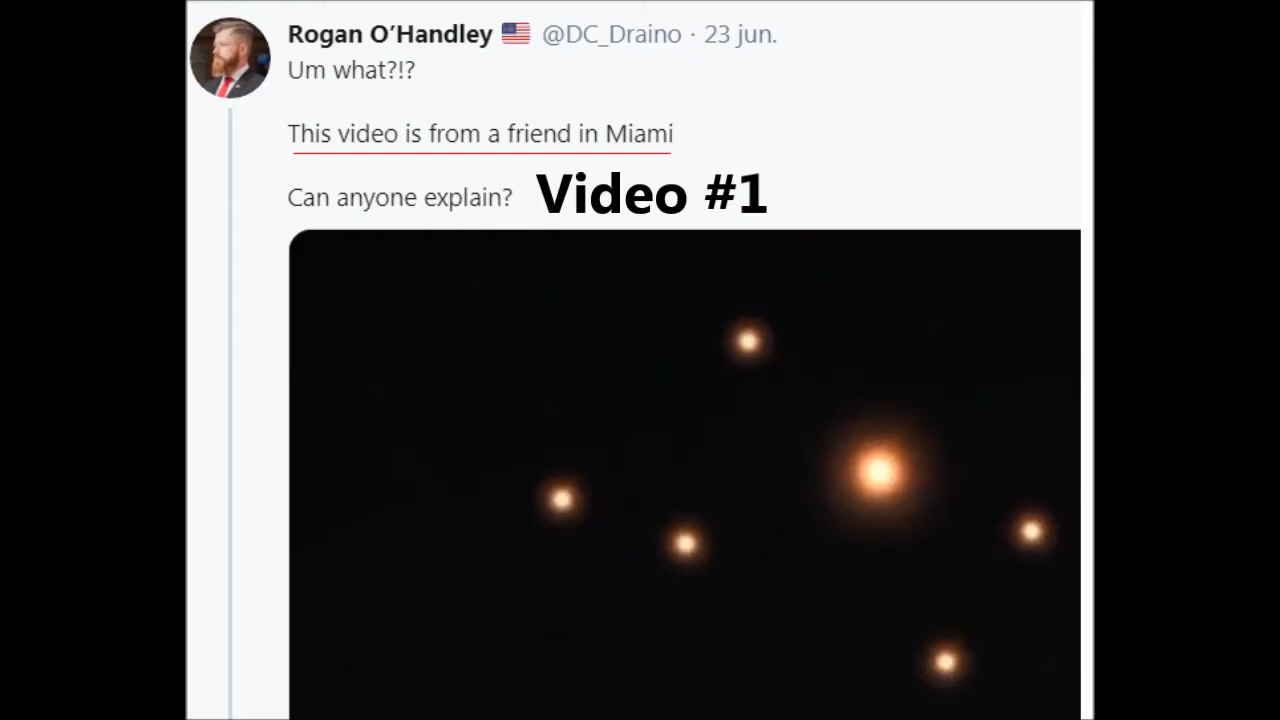 Rogan O’Handley 🇺🇸 @DC_Draino · 23 jun.
Um what?!?
This video is from a friend in Miami
Can anyone explain? Video #1